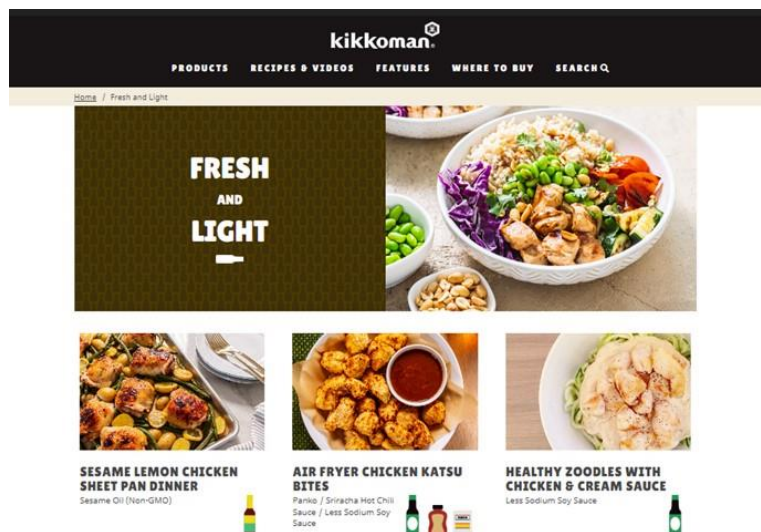 kikkoman
PRODUCTS RECIPES & VIDEOS FEATURES WHERE TO BUY SEARCH
Home / Fresh and Light
FRESH
AND
LIGHT
SESAME LEMON CHICKEN
SHEET PAN DINNER
Sesame Oil (Non-GMO)
AIR FRYER CHICKEN KATSU
BITES
Panko / Sriracha Hot Chili
Sauce / Less Sodium Soy
Sauce
HEALTHY ZOODLES WITH
CHICKEN & CREAM SAUCE
Less Sodium Soy Sauce